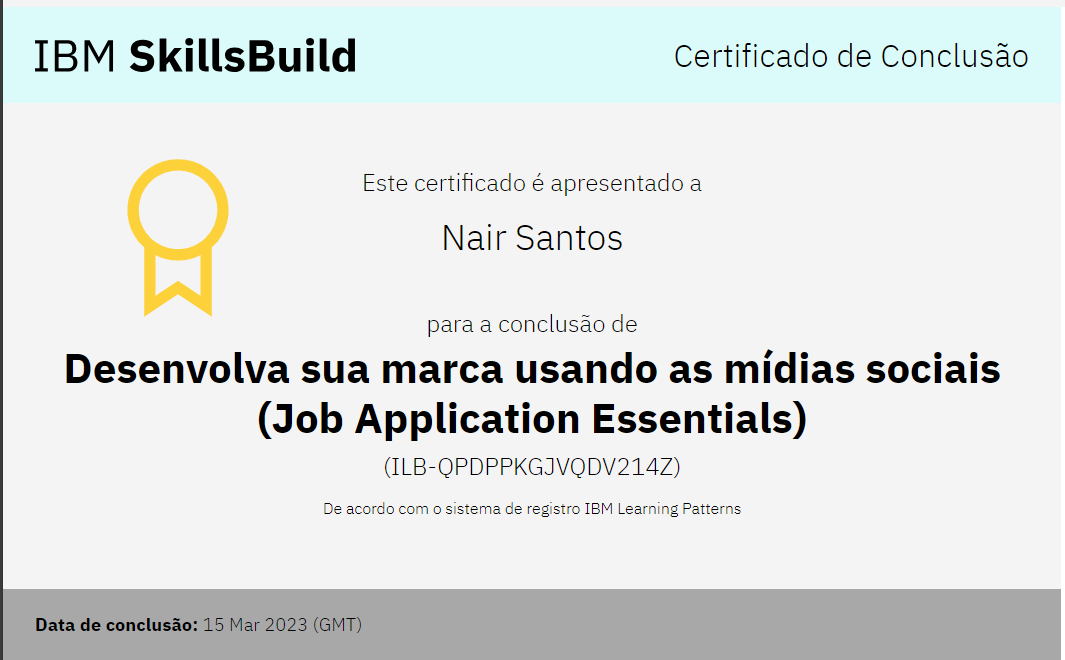 IBM SkillsBuild
Certificado de Conclusão
Este certificado é apresentado a
Nair Santos
para a conclusão de
Desenvolva sua marca usando as mídias sociais
(Job Application Essentials)
(ILB-QPDPPKGJVQDV214Z)
De acordo com o sistema de registro IBM Learning Patterns
Data de conclusão: 15 Mar 2023 (GMT)